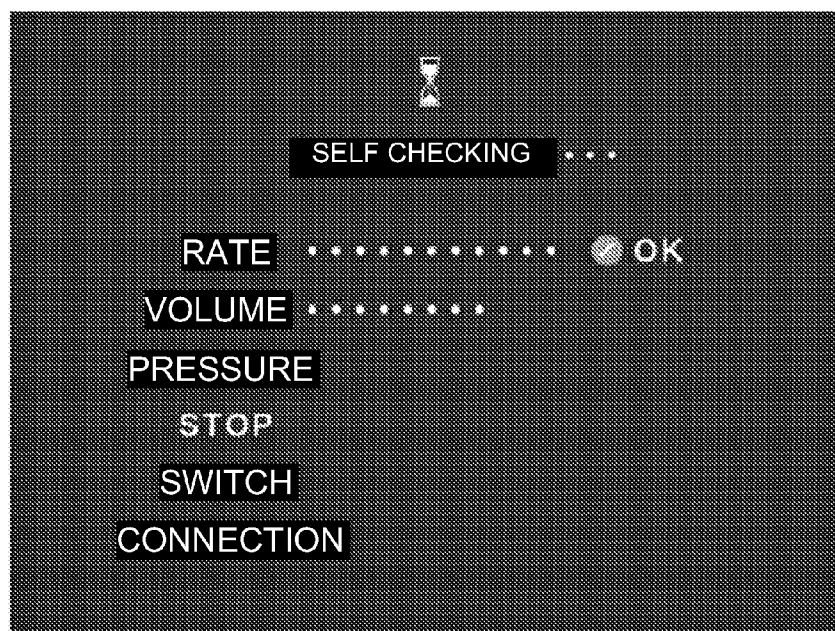 SELF CHECKING . . .
RATE . . . . . . . . . . . OK
VOLUME . . . . . . . .
PRESSURE
STOP
SWITCH
CONNECTION